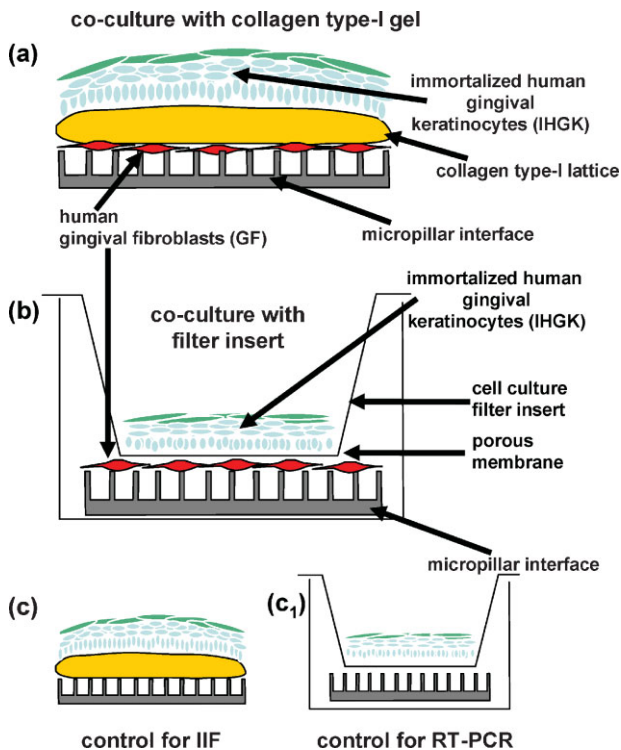 co-culture with collagen type-I gel
(a)
immortalized human
gingival
keratinocytes (IHGK)
collagen type-I lattice
human
gingival fibroblasts (GF)
micropillar interface
immortalized human
gingival
keratinocytes (IHGK)
(b)
co-culture with
filter insert
cell culture
filter insert
porous
membrane
micropillar interface
(c)
(c1)
control for IIF
control for RT-PCR